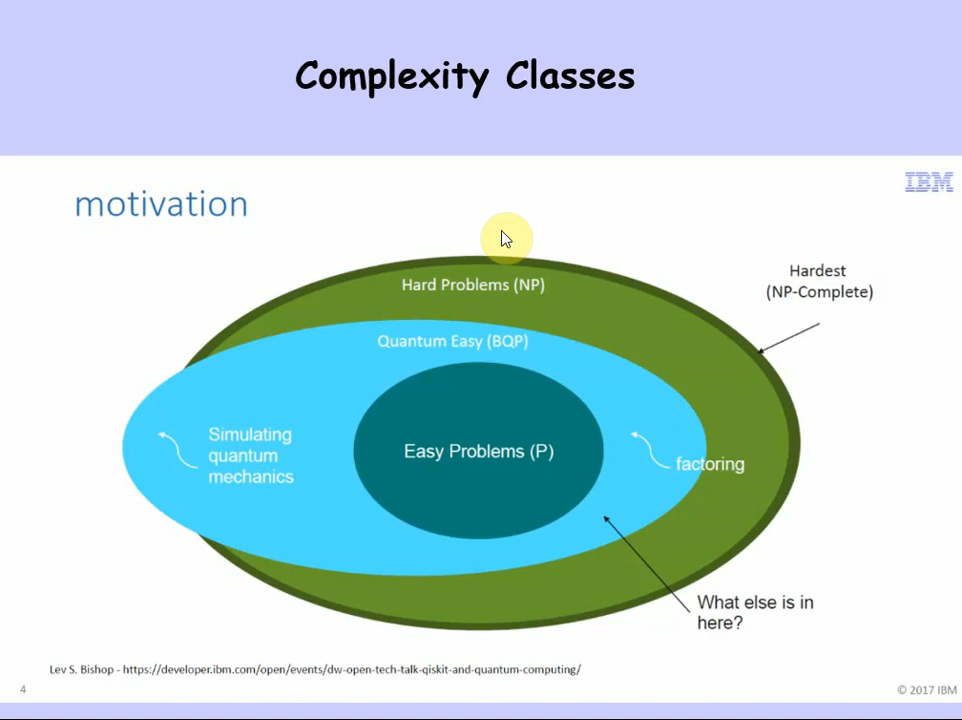 Complexity Classes
motivation
IBM
Hard Problems (NP)
Hardest
(NP-Complete)
Quantum Easy (BQP)
Simulating
quantum
mechanics
Easy Problems (P)
factoring
What else is in
here?
Lev S. Bishop - https://developer.ibm.com/open/events/dw-open-tech-talk-qiskit-and-quantum-computing/
4
© 2017 IBM